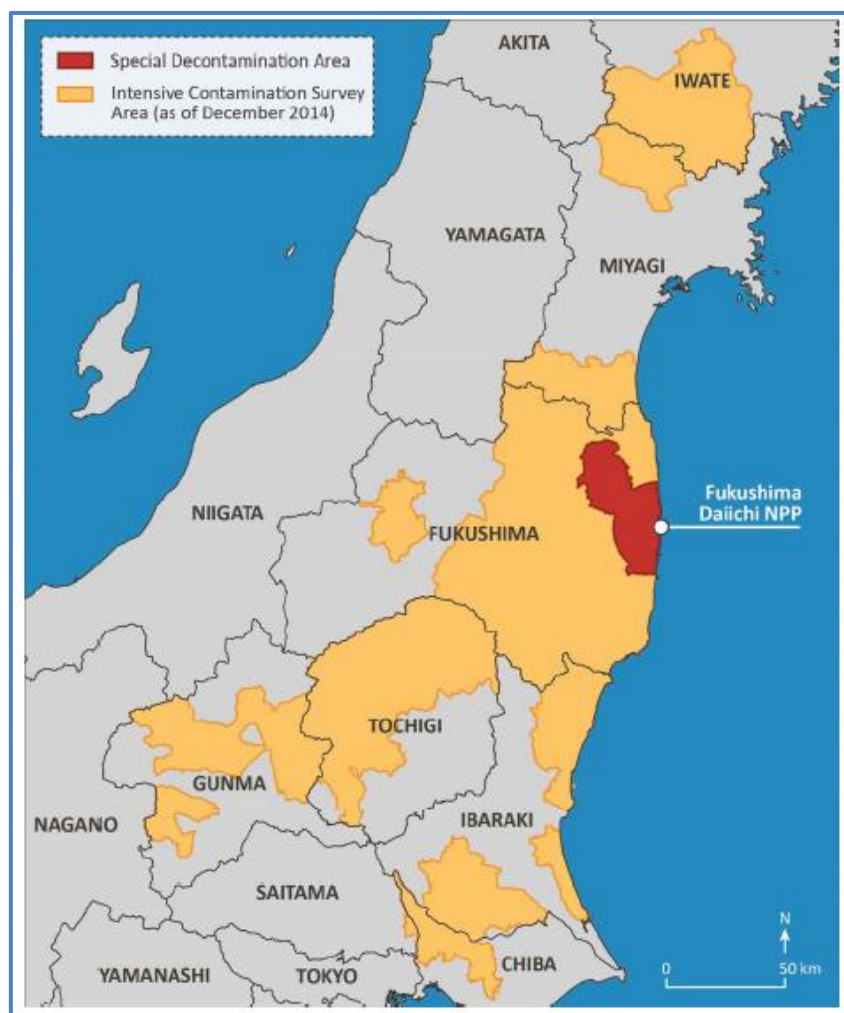 AKITA
Special Decontamination Area
Intensive Contamination Survey
Area (as of December 2014)
IWATE
YAMAGATA
MIYAGI
Fukushima
Daiichi NPP
NIIGATA
FUKUSHIMA
TOCHIGI
GUNMA
NAGANO
IBARAKI
SAITAMA
N
CHIBA
YAMANASHI
TOKYO
0
50 km